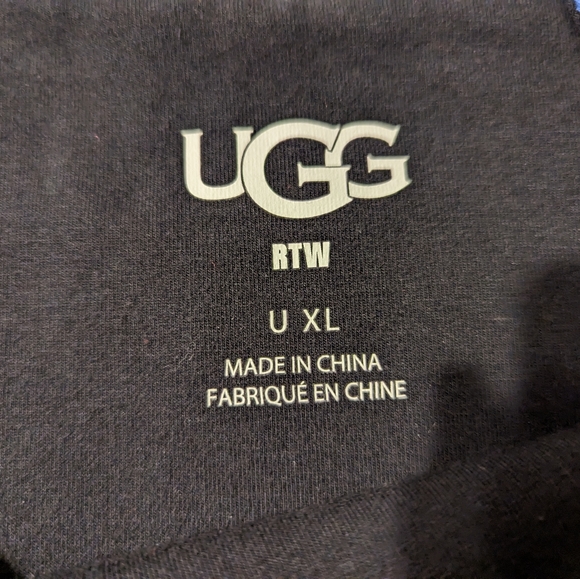 UGG
RTW
U XL
MADE IN CHINA
FABRIQUÉ EN CHINE